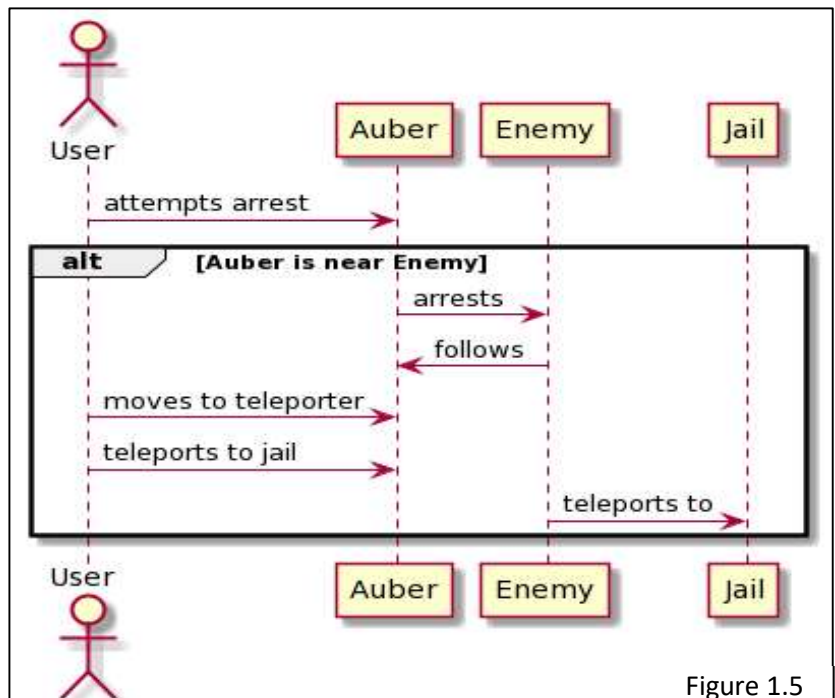 User
Auber
Enemy
Jail
attempts arrest
alt
[Auber is near Enemy]
arrests
follows
moves to teleporter
teleports to jail
teleports to
User
Auber
Enemy
Jail
Figure 1.5